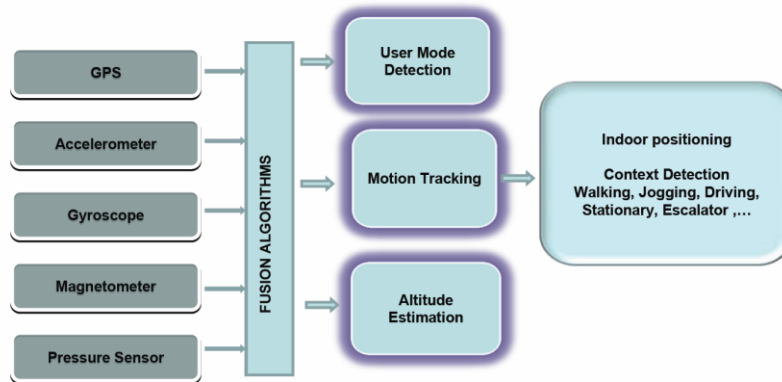 GPS
Accelerometer
Gyroscope
Magnetometer
Pressure Sensor
FUSION ALGORITHMS
User Mode
Detection
Motion Tracking
Altitude
Estimation
Indoor positioning
Context Detection
Walking, Jogging, Driving,
Stationary, Escalator ,...